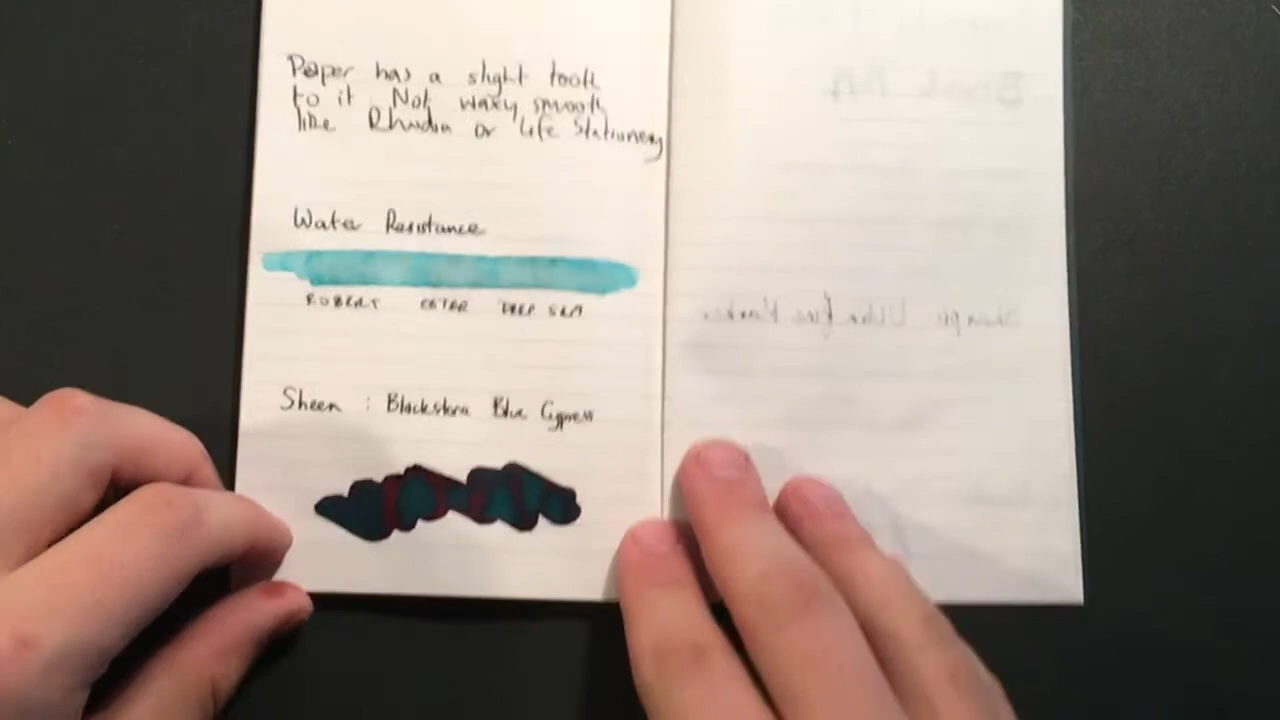 Paper has a slight tooth
to it. Not waxy smooth
like Rhodia or Life Stationery
Water Resistance
ROBERT OSTER DEEP SEA
Sheen : Blackstone Blue Cypress